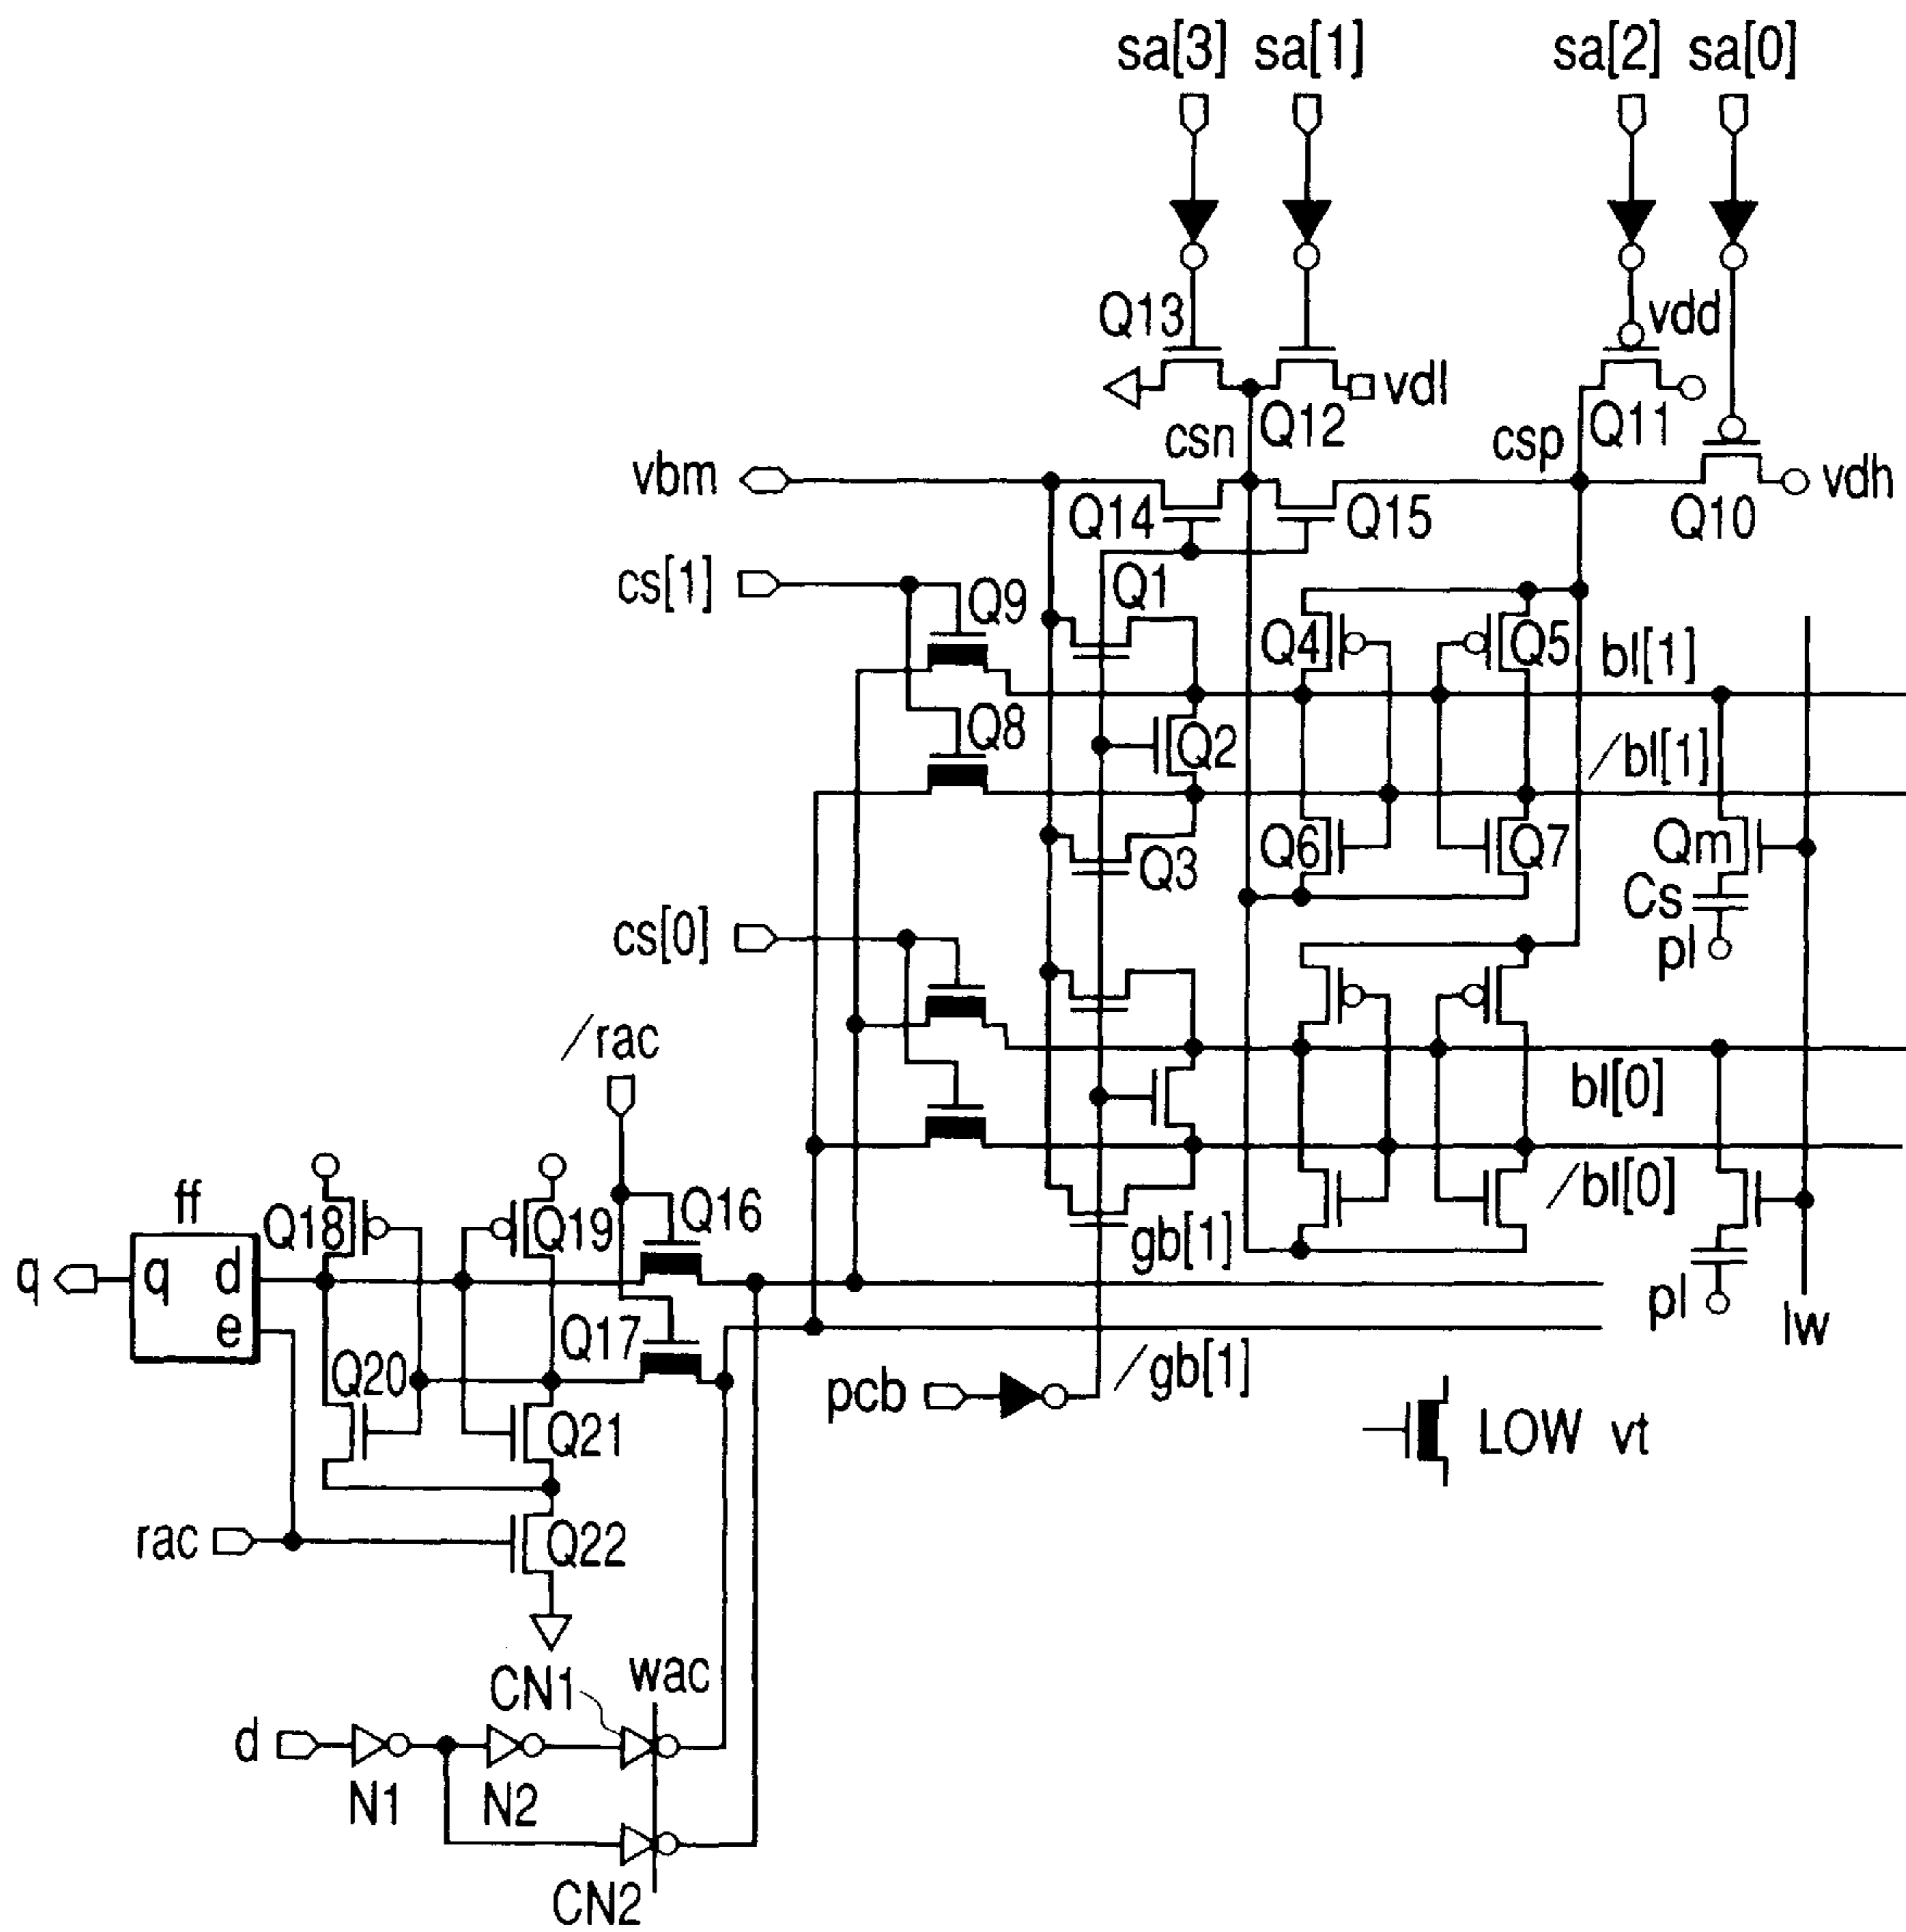 sa[3] sa[1] sa[2] sa[0]
Q13 vdd
vdl
csn Q12 csp Q11
vbm vdh
Q14 Q15 Q10
cs[1] Q9 Q1
Q4 Q5 bl[1]
Q8 Q2 /bl[1]
Q3 Q6 Q7 Qm
Cs
cs[0] pl
/rac
bl[0]
ff Q18 Q19 Q16 /bl[0]
gb[1]
q q d
e Q17 pl lw
Q20 pcb /gb[1]
Q21 LOW vt
rac Q22
CN1 wac
d
N1 N2
CN2